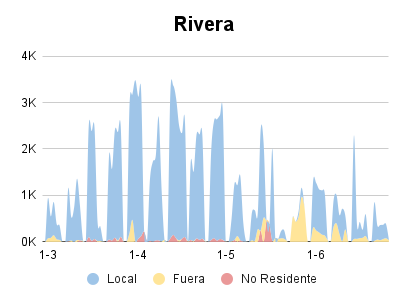 Rivera
4K
3K
2K
1K
0K
1-3 1-4 1-5 1-6
Local Fuera No Residente